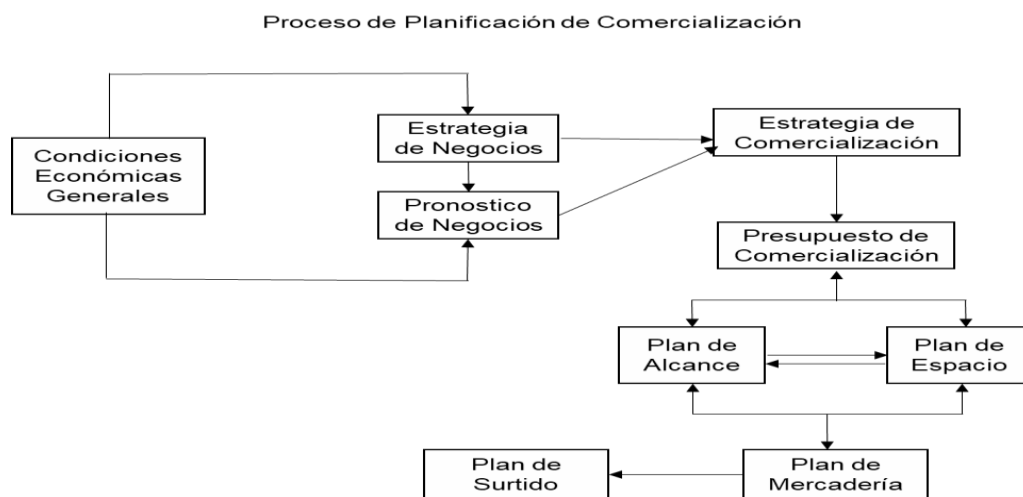 Proceso de Planificación de Comercialización
Condiciones
Económicas
Generales
Estrategia
de Negocios
Pronostico
de Negocios
Estrategia de
Comercialización
Presupuesto de
Comercialización
Plan de
Alcance
Plan de
Espacio
Plan de
Surtido
Plan de
Mercadería